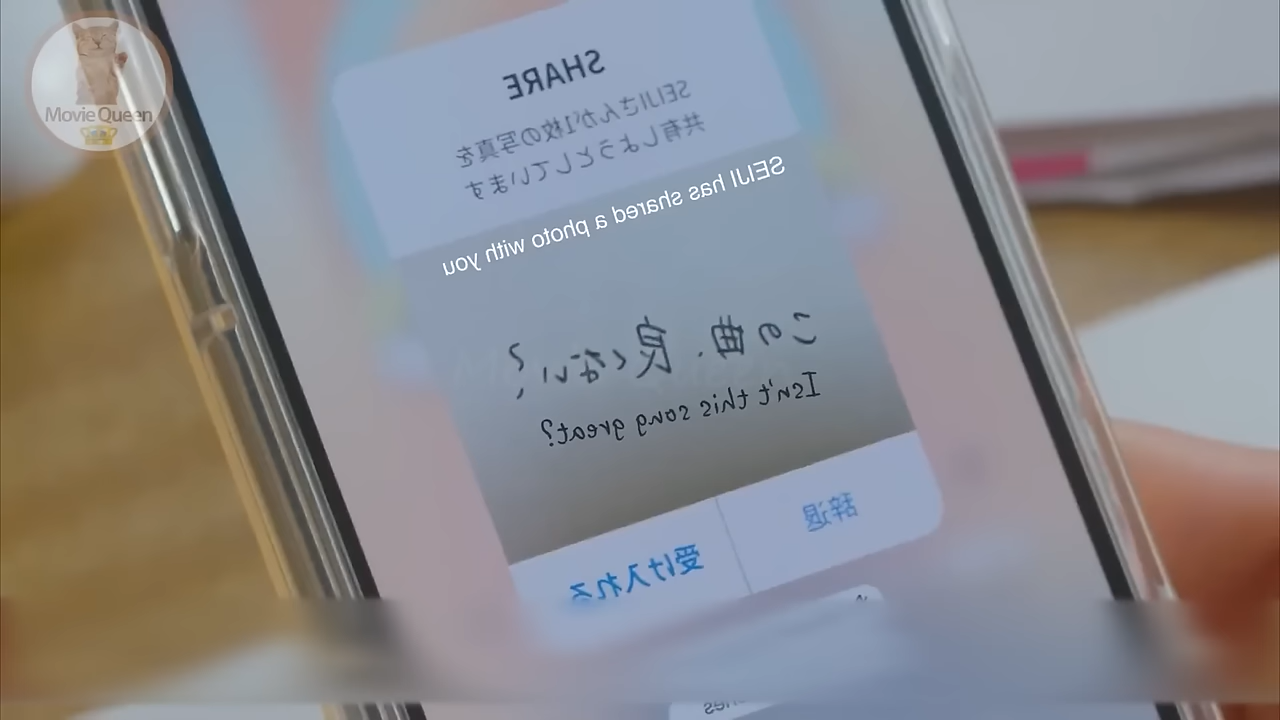 Movie Queen
SHARE
SEIJIさんが1枚の写真を
共有しようとしています
SEIJI has shared a photo with you
この曲、良くない?
Isn't this song great?
辞退
受け入れる